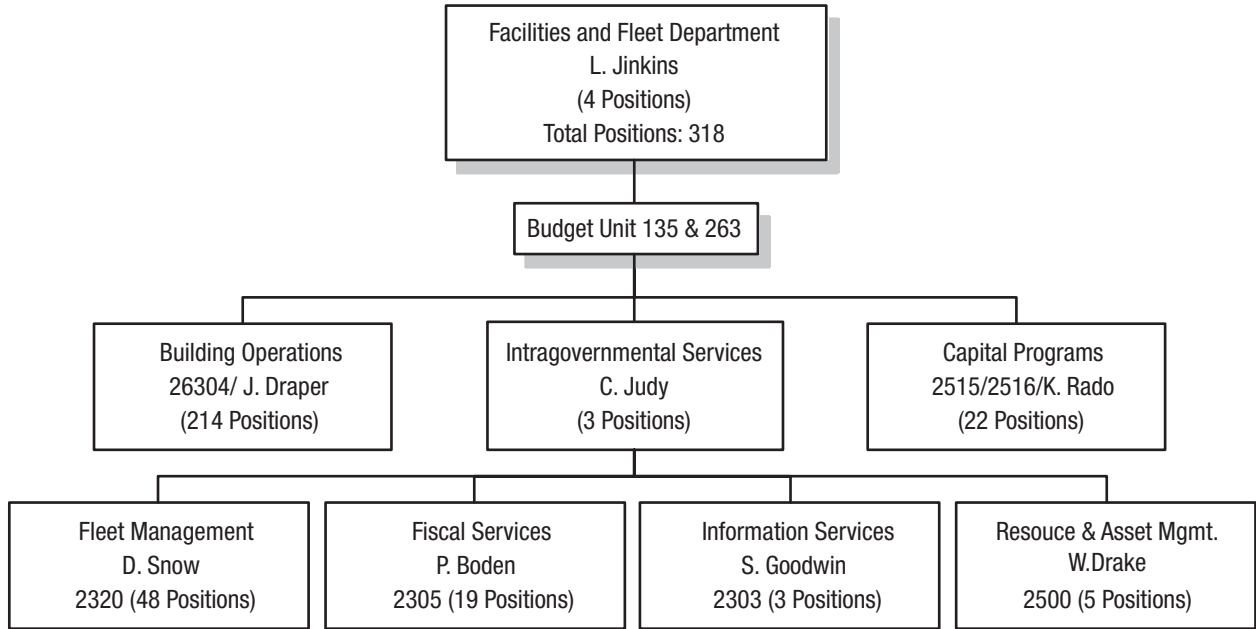 Facilities and Fleet Department
L. Jinkins
(4 Positions)
Total Positions: 318
Budget Unit 135 & 263
Building Operations
26304/ J. Draper
(214 Positions)
Intragovernmental Services
C. Judy
(3 Positions)
Capital Programs
2515/2516/K. Rado
(22 Positions)
Fleet Management
D. Snow
2320 (48 Positions)
Fiscal Services
P. Boden
2305 (19 Positions)
Information Services
S. Goodwin
2303 (3 Positions)
Resouce & Asset Mgmt.
W.Drake
2500 (5 Positions)